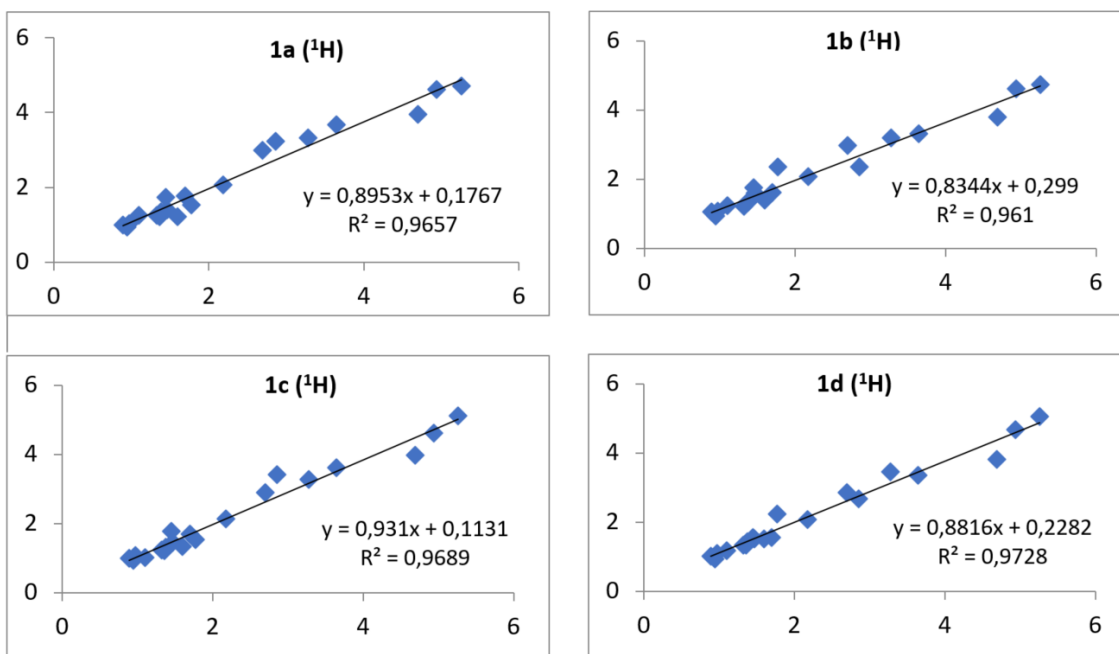 1a (¹H)
6
4
2
0
y = 0,8953x + 0,1767
R² = 0,9657
0 2 4 6
1b (¹H)
6
4
2
0
y = 0,8344x + 0,299
R² = 0,961
0 2 4 6
1c (¹H)
6
4
2
0
y = 0,931x + 0,1131
R² = 0,9689
0 2 4 6
1d (¹H)
6
4
2
0
y = 0,8816x + 0,2282
R² = 0,9728
0 2 4 6